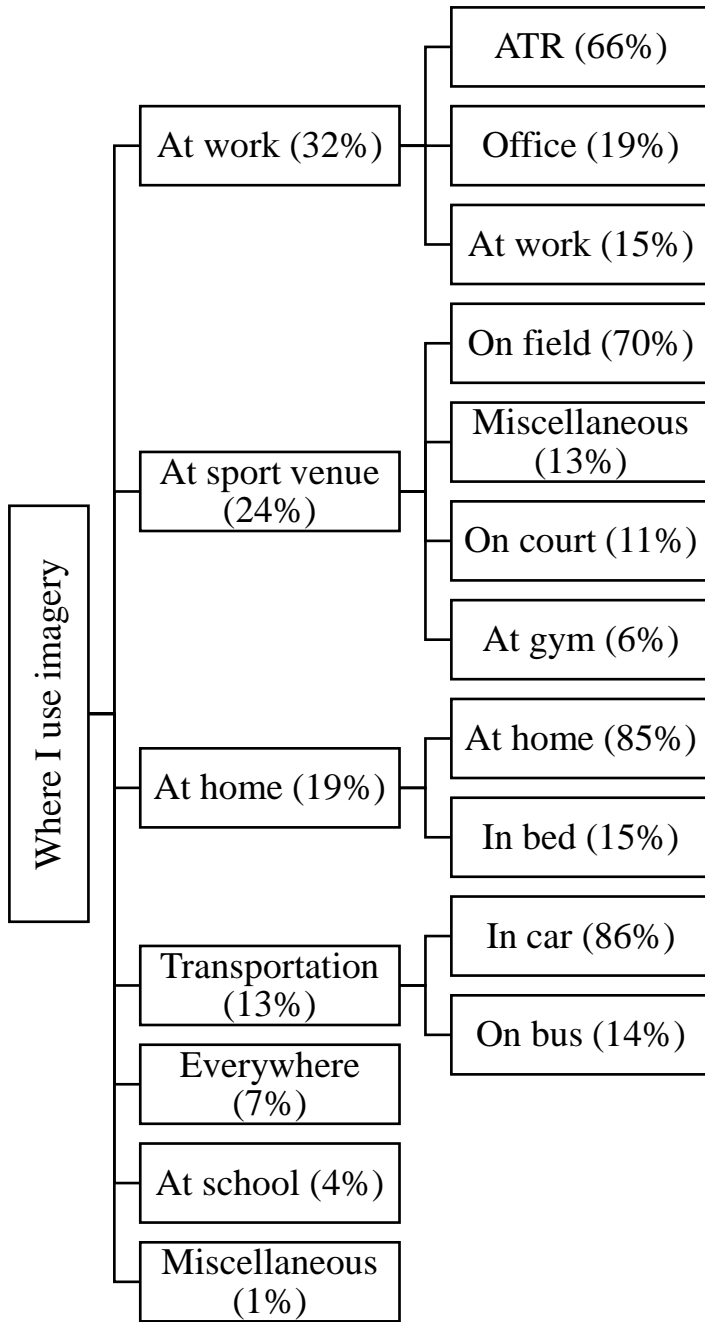 Where I use imagery
At work (32%)
ATR (66%)
Office (19%)
At work (15%)
At sport venue
(24%)
On field (70%)
Miscellaneous
(13%)
On court (11%)
At gym (6%)
At home (19%)
At home (85%)
In bed (15%)
Transportation
(13%)
In car (86%)
On bus (14%)
Everywhere
(7%)
At school (4%)
Miscellaneous
(1%)